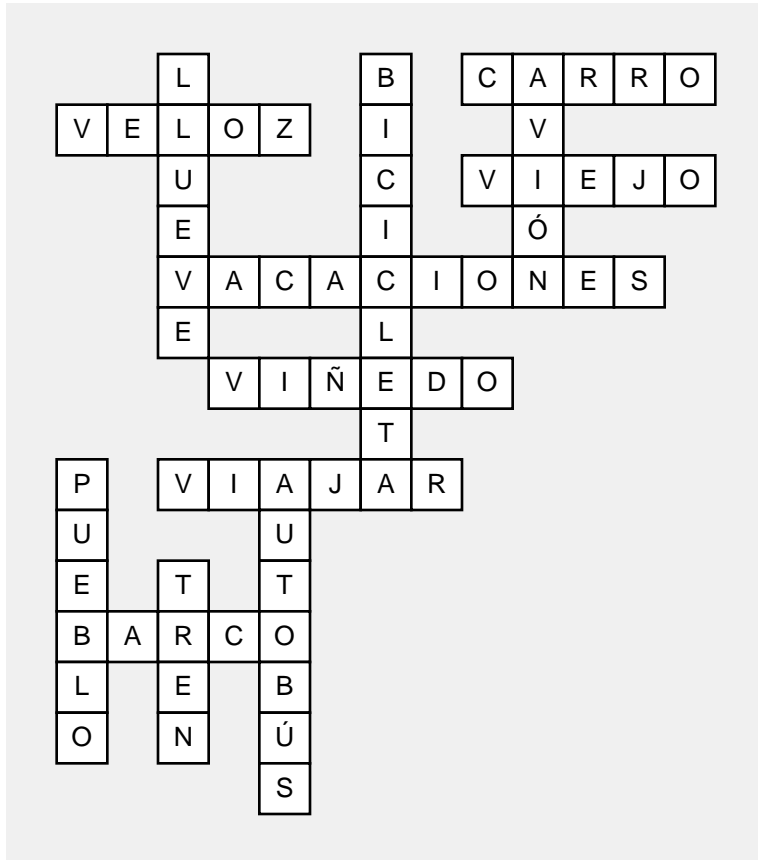 L B C A R R O
V E L O Z I V
U C V I E J O
E I Ó
V A C A C I O N E S
E L
V I Ñ E D O
T
P V I A J A R
U U
E T T
B A R C O
L E B
O N Ú
S